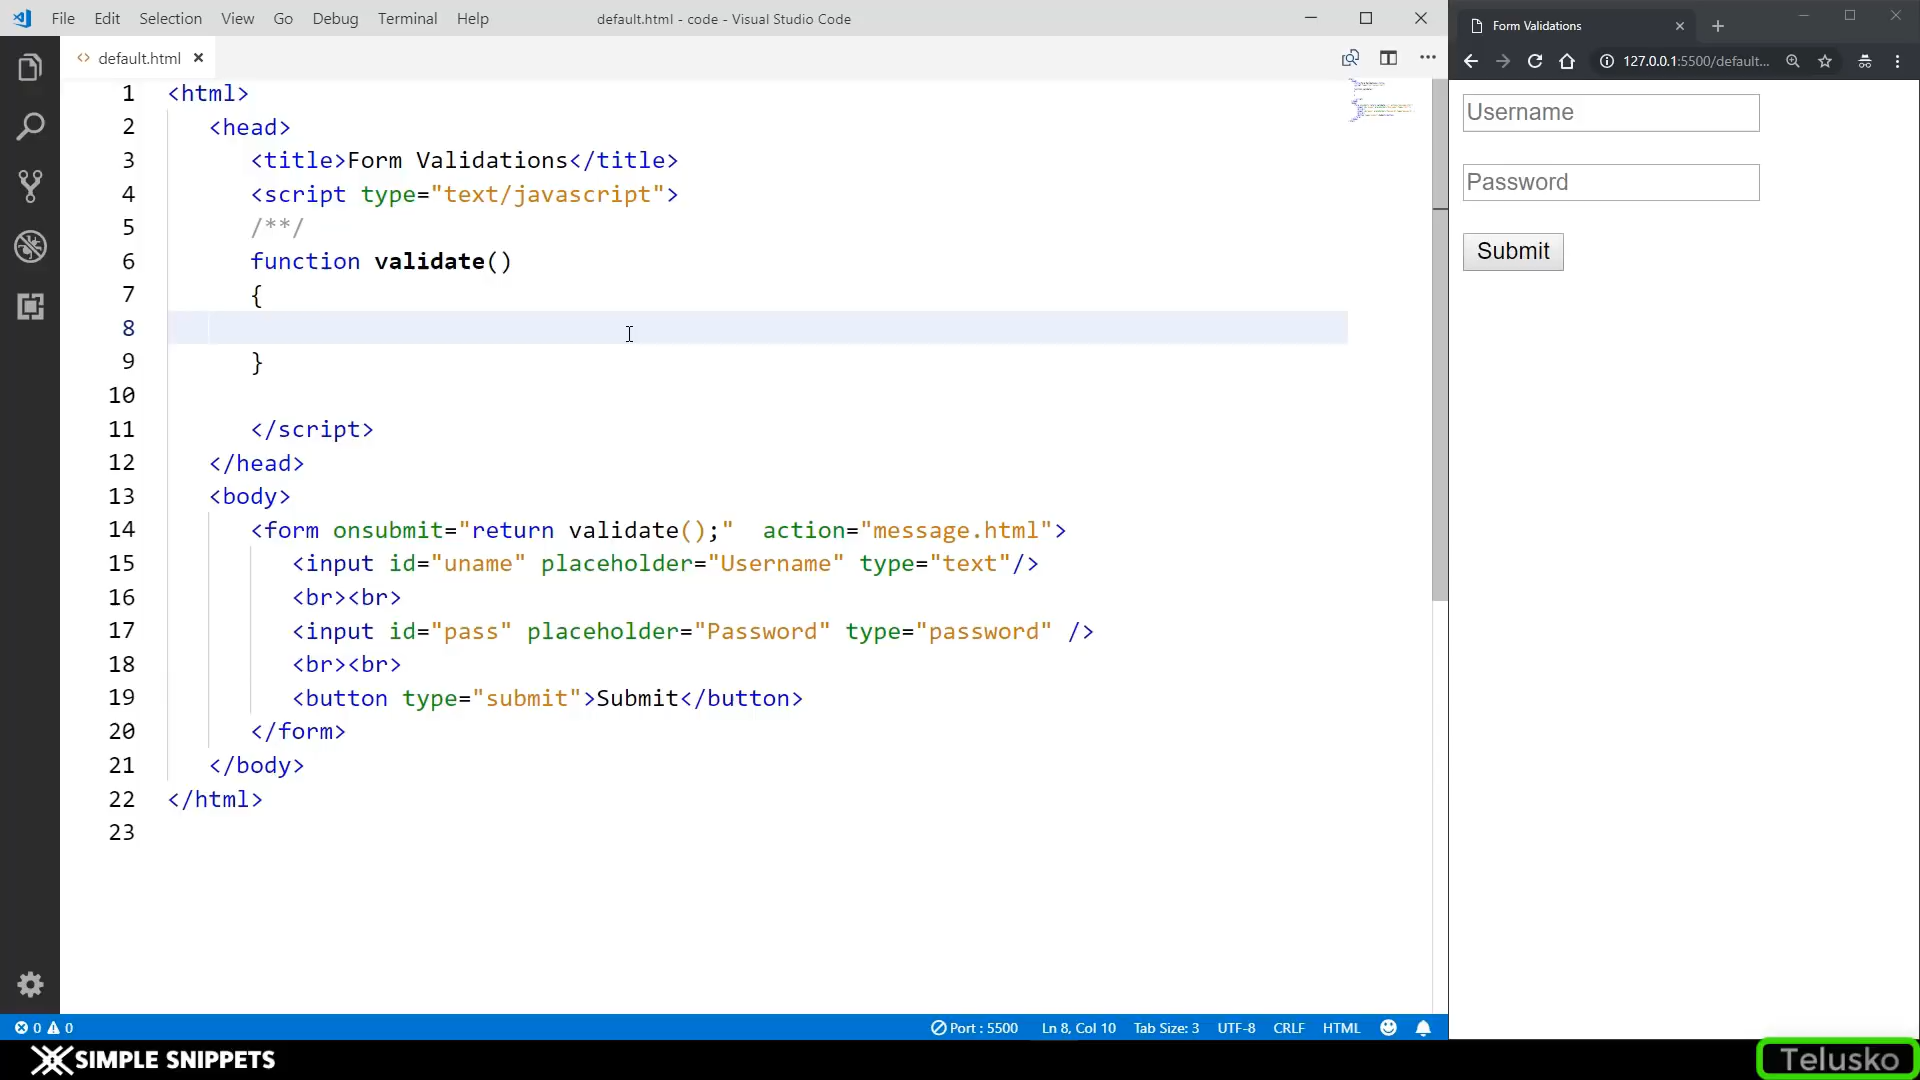 File Edit Selection View Go Debug Terminal Help default.html - code - Visual Studio Code
default.html
1 <html>
2 <head>
3 <title>Form Validations</title>
4 <script type="text/javascript">
5 /**/
6 function validate()
7 {
8
9 }
10
11 </script>
12 </head>
13 <body>
14 <form onsubmit="return validate();" action="message.html">
15 <input id="uname" placeholder="Username" type="text"/>
16 <br><br>
17 <input id="pass" placeholder="Password" type="password" />
18 <br><br>
19 <button type="submit">Submit</button>
20 </form>
21 </body>
22 </html>
23
0 0 Port : 5500 Ln 8, Col 10 Tab Size: 3 UTF-8 CRLF HTML
Form Validations
127.0.0.1:5500/default...
Username
Password
Submit
SIMPLE SNIPPETS
Telusko